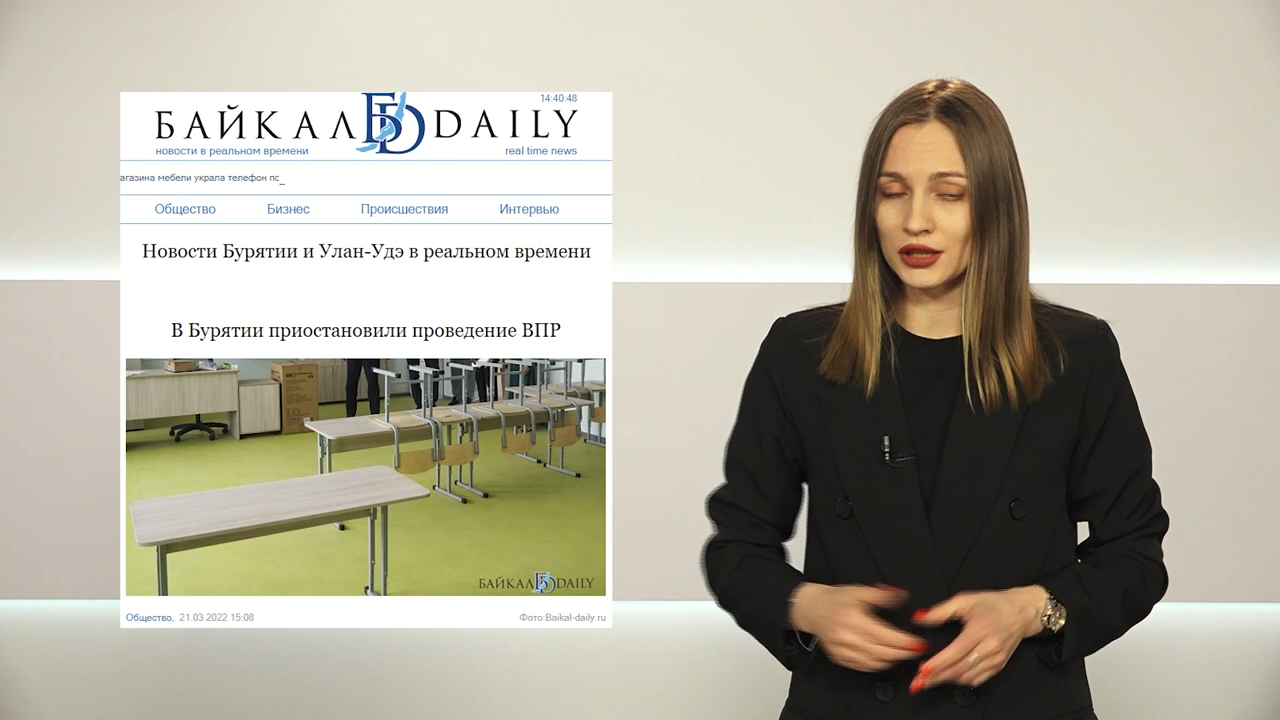 14:40:48
БАЙКАЛ БD DAILY
новости в реальном времени real time news
агазина мебели украла телефон пс_
Общество Бизнес Происшествия Интервью
Новости Бурятии и Улан-Удэ в реальном времени
В Бурятии приостановили проведение ВПР
БАЙКАЛ БD DAILY
Общество, 21.03.2022 15:08 Фото:Baikal-daily.ru